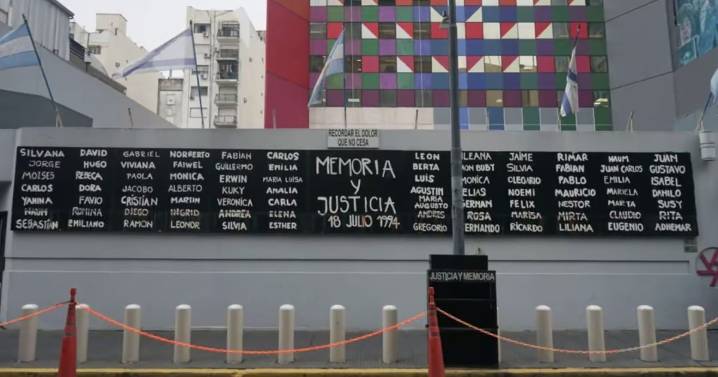 RECORDAR EL DOLOR
QUE NO CESA
SILVANA DAVID GABRIEL NORBERTO FABIAN CARLOS
JORGE HUGO VIVIANA FAIWEL GUILLERMO EMILIA
MOISES REBECA PAOLA MONICA ERWIN MARIA LUISA
CARLOS DORA JACOBO ALBERTO KUKY ANALIA
YANINA FAVIO CRISTIAN MARTIN VERONICA CARLA
NAUM ROMINA DIEGO INGRID ANDREA ELENA
SEBASTIÁN EMILIANO RAMON LEONOR SILVIA ESTHER
MEMORIA
Y
JUSTICIA
18 JULIO 1994
LEON ILEANA JAIME RIMAR NAUM JUAN
BERTA SILVIA FABIAN EMILIA GUSTAVO
LUIS MONICA OLEGARIO PABLO ISABEL
AGUSTIN ELIAS NOEMI MAURICIO MARIELA DANILO
MARIA AUGUSTO GERMAN FELIX NESTOR MARTA SUSY
ANDRES ROSA MARISA MIRTA CLAUDIO RITA
GREGORIO FERNANDO RICARDO LILIANA EUGENIO ADHEMAR
JUSTICIA Y MEMORIA